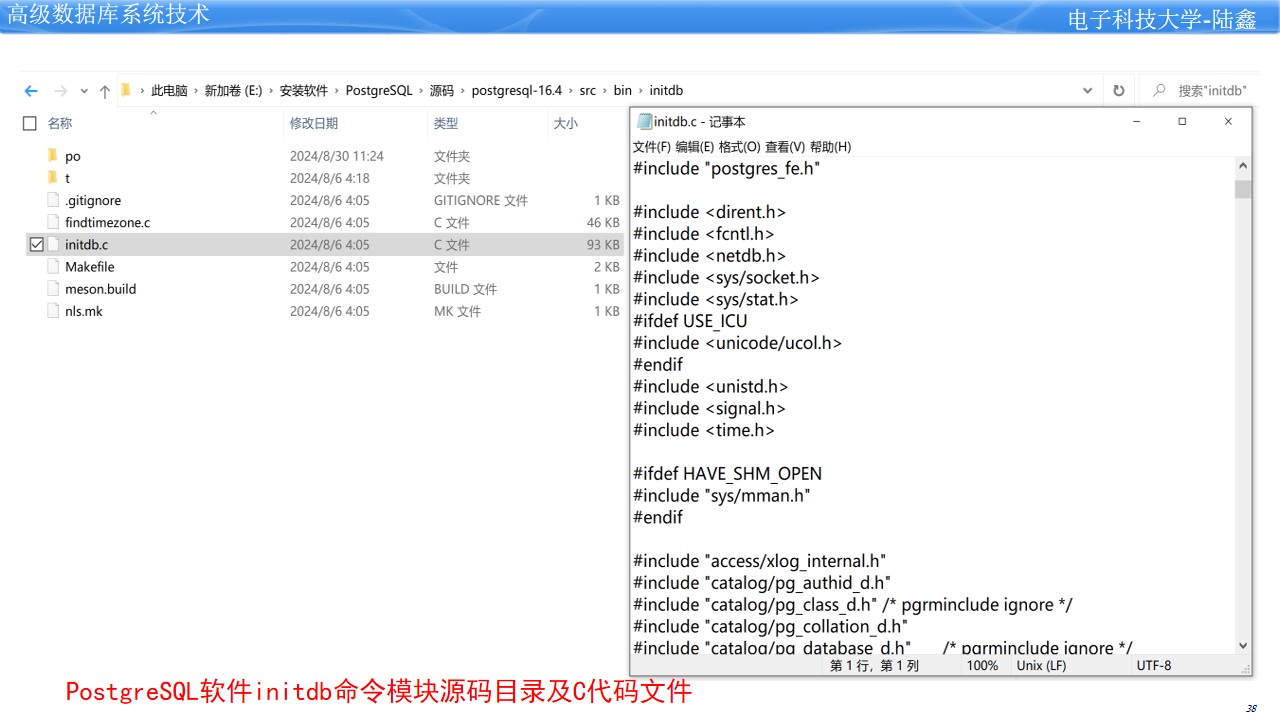 高级数据库系统技术
电子科技大学-陆鑫
此电脑 › 新加卷 (E:) › 安装软件 › PostgreSQL › 源码 › postgresql-16.4 › src › bin › initdb
搜索"initdb"
名称 修改日期 类型 大小
po 2024/8/30 11:24 文件夹
t 2024/8/6 4:18 文件夹
.gitignore 2024/8/6 4:05 GITIGNORE 文件 1 KB
findtimezone.c 2024/8/6 4:05 C 文件 46 KB
initdb.c 2024/8/6 4:05 C 文件 93 KB
Makefile 2024/8/6 4:05 文件 2 KB
meson.build 2024/8/6 4:05 BUILD 文件 1 KB
nls.mk 2024/8/6 4:05 MK 文件 1 KB
initdb.c - 记事本
文件(F) 编辑(E) 格式(O) 查看(V) 帮助(H)
#include "postgres_fe.h"
#include <dirent.h>
#include <fcntl.h>
#include <netdb.h>
#include <sys/socket.h>
#include <sys/stat.h>
#ifdef USE_ICU
#include <unicode/ucol.h>
#endif
#include <unistd.h>
#include <signal.h>
#include <time.h>
#ifdef HAVE_SHM_OPEN
#include "sys/mman.h"
#endif
#include "access/xlog_internal.h"
#include "catalog/pg_authid_d.h"
#include "catalog/pg_class_d.h" /* pgrminclude ignore */
#include "catalog/pg_collation_d.h"
#include "catalog/pg_database_d.h" /* pgrminclude ignore */
第 1 行，第 1 列 100% Unix (LF) UTF-8
PostgreSQL软件initdb命令模块源码目录及C代码文件
38